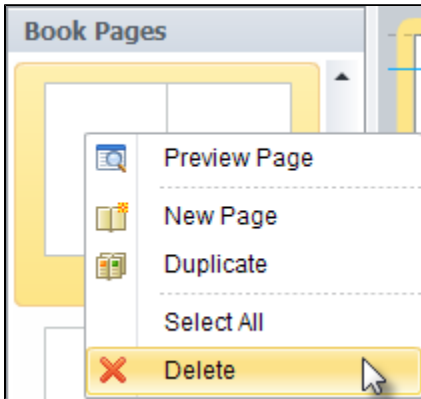 Book Pages
Preview Page
New Page
Duplicate
Select All
Delete